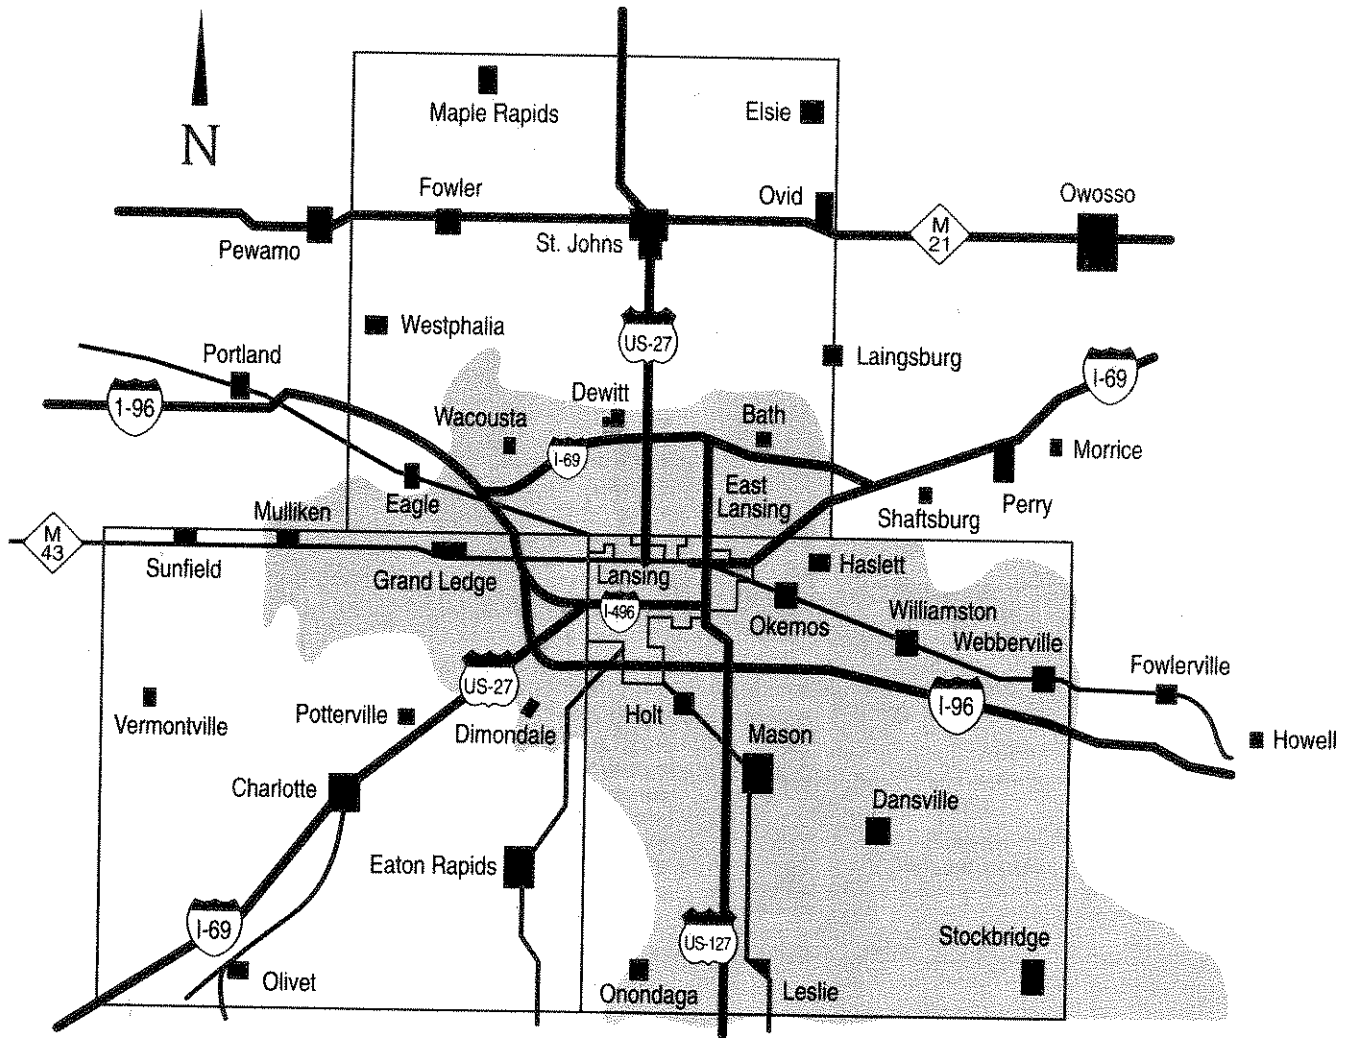 N
Maple Rapids
Elsie
Fowler
Ovid
Owosso
Pewamo
St. Johns
M
21
Westphalia
US-27
Portland
Laingsburg
I-69
1-96
Dewitt
Wacousta
Bath
I-69
Morrice
Eagle
East
Lansing
Perry
Mulliken
Shaftsburg
M
43
Sunfield
Grand Ledge
Lansing
Haslett
I-496
Okemos
Williamston
Webberville
Fowlerville
US-27
Vermontville
Potterville
Dimondale
Holt
I-96
Mason
Howell
Charlotte
Dansville
Eaton Rapids
I-69
US-127
Stockbridge
Olivet
Onondaga
Leslie